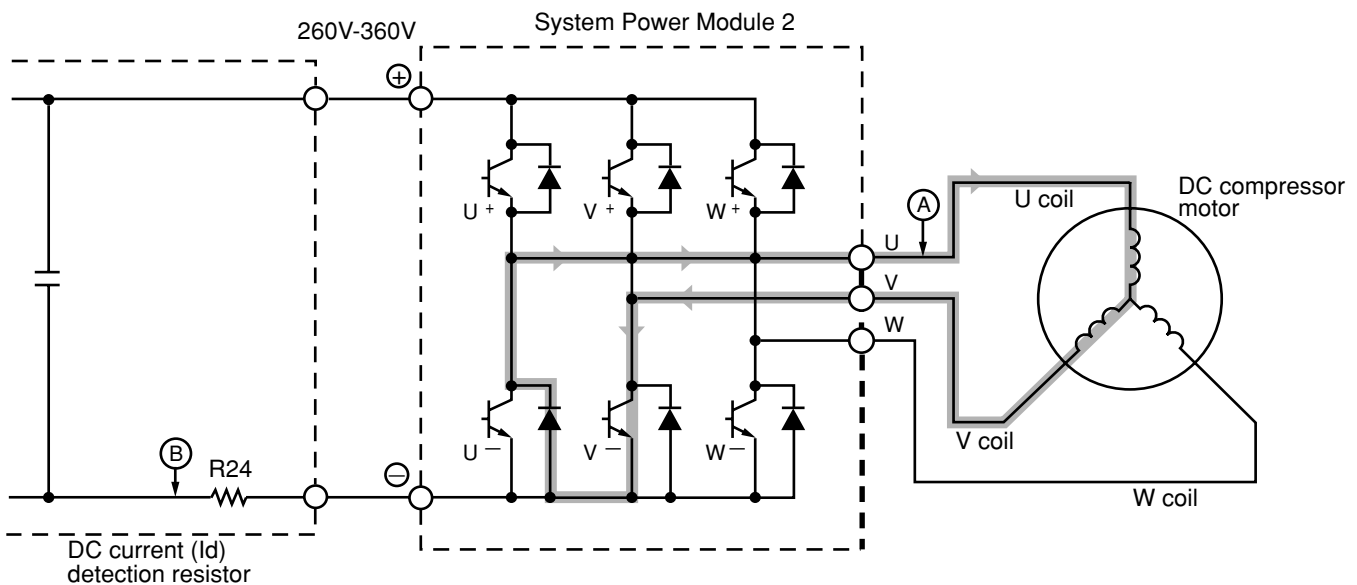 260V-360V
System Power Module 2
+
U +
V +
W +
A
U coil
DC compressor
motor
U
V
W
U −
V −
W −
V coil
B
R24
−
W coil
DC current (Id)
detection resistor